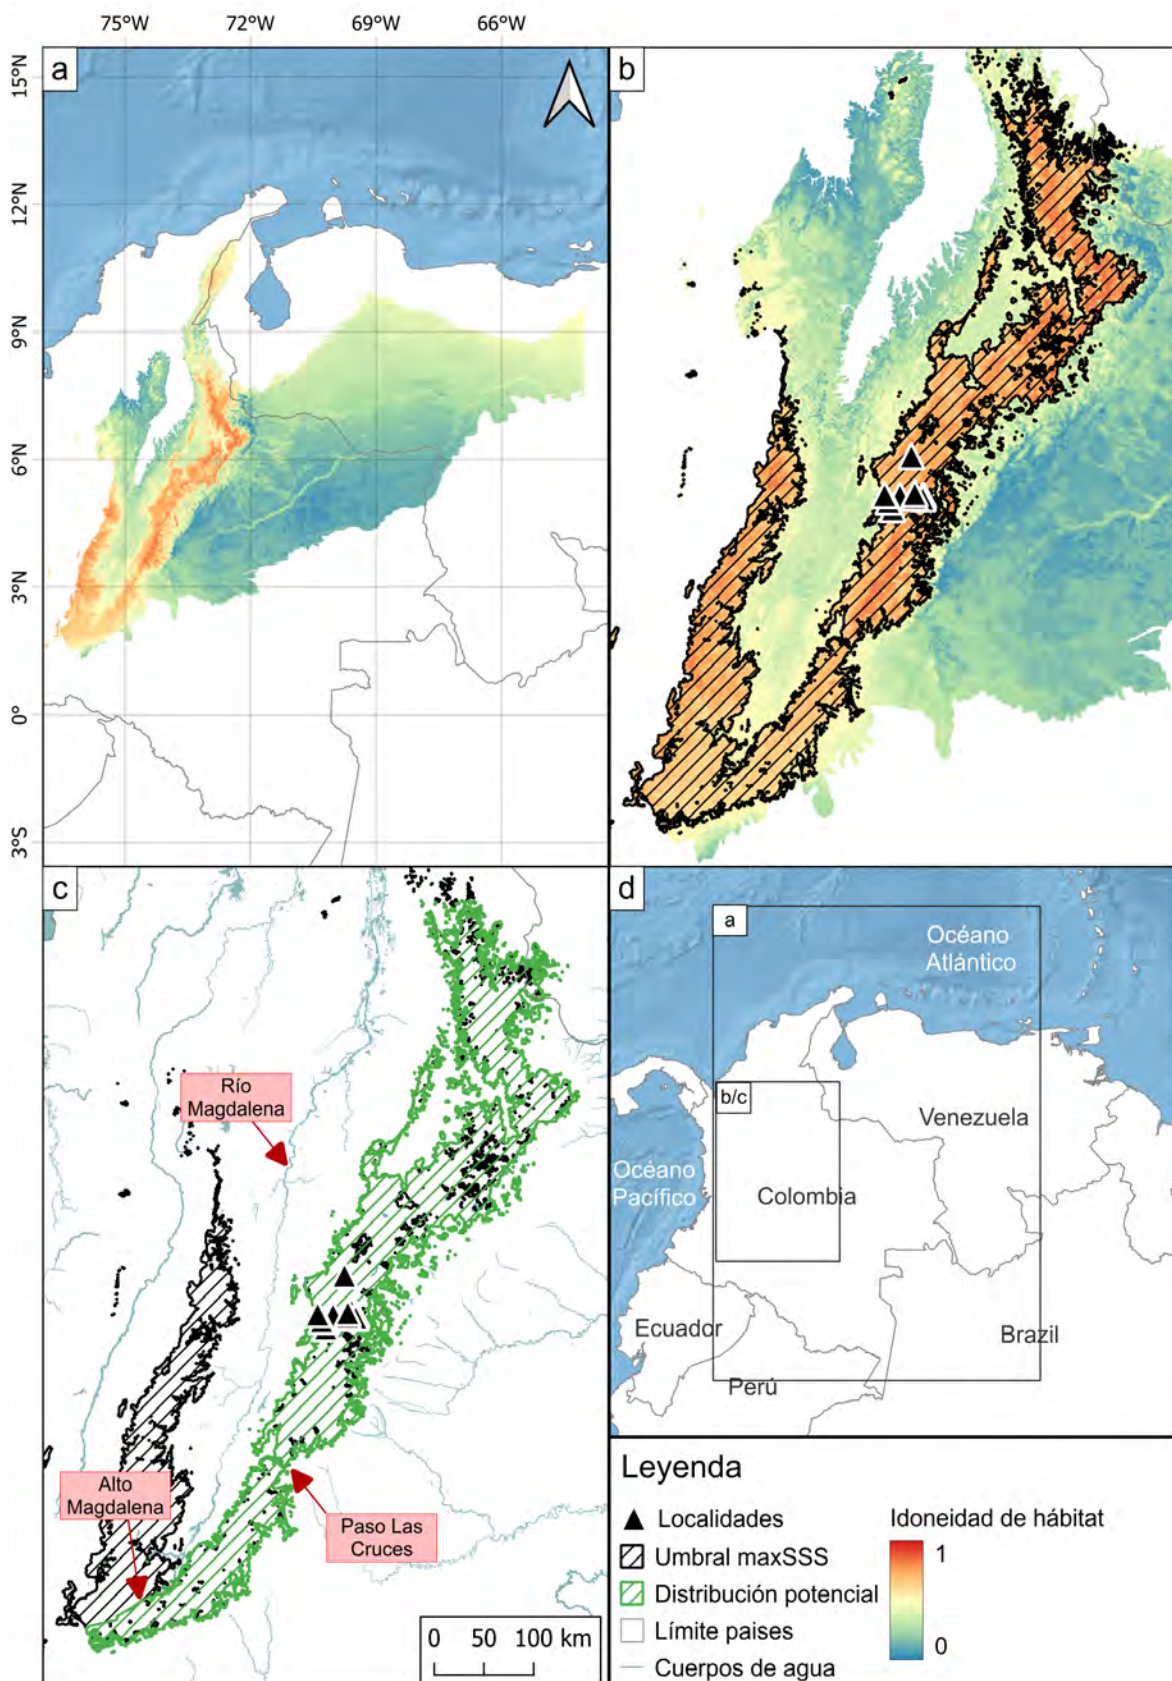 75°W 72°W 69°W 66°W
a
15°N
12°N
9°N
6°N
3°N
0°
3°S
b
c
Río
Magdalena
Alto
Magdalena
Paso Las
Cruces
0 50 100 km
d
a
Océano
Atlántico
b/c
Venezuela
Océano
Pacífico
Colombia
Ecuador
Brazil
Perú
Leyenda
Localidades
Umbral maxSSS
Distribución potencial
Límite paises
Cuerpos de agua
Idoneidad de hábitat
1
0